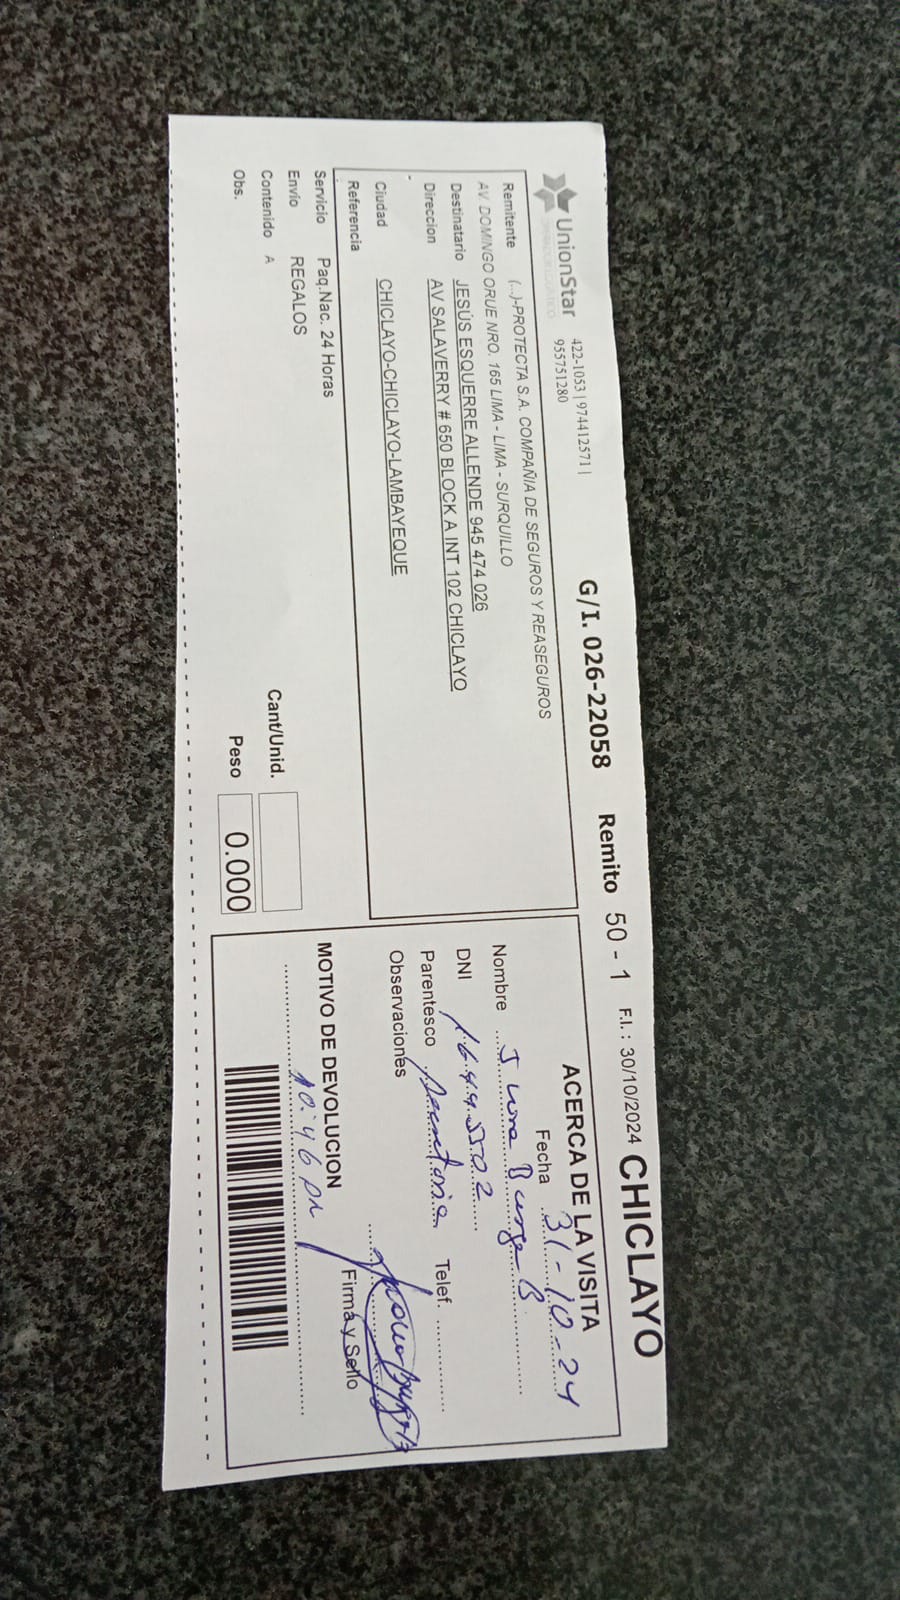 UnionStar
422-1053 | 974412571 |
955751280
G/I. 026-22058 Remito 50 - 1 F.I.: 30/10/2024 CHICLAYO
Remitente (...)-PROTECTA S.A. COMPAÑIA DE SEGUROS Y REASEGUROS
AV. DOMINGO ORUE NRO. 165 LIMA - LIMA - SURQUILLO
Destinatario JESÚS ESQUERRE ALLENDE 945 474 026
Direccion AV SALAVERRY # 650 BLOCK A INT 102 CHICLAYO
Ciudad CHICLAYO-CHICLAYO-LAMBAYEQUE
Referencia
Servicio Paq.Nac. 24 Horas
Envío REGALOS
Contenido A
Obs.
Cant/Unid.
Peso 0.000
ACERCA DE LA VISITA
Fecha 31-10-24
Nombre
DNI 16445502
Parentesco Secretaria Telef.
Observaciones
Firma y Sello
MOTIVO DE DEVOLUCION
10:46